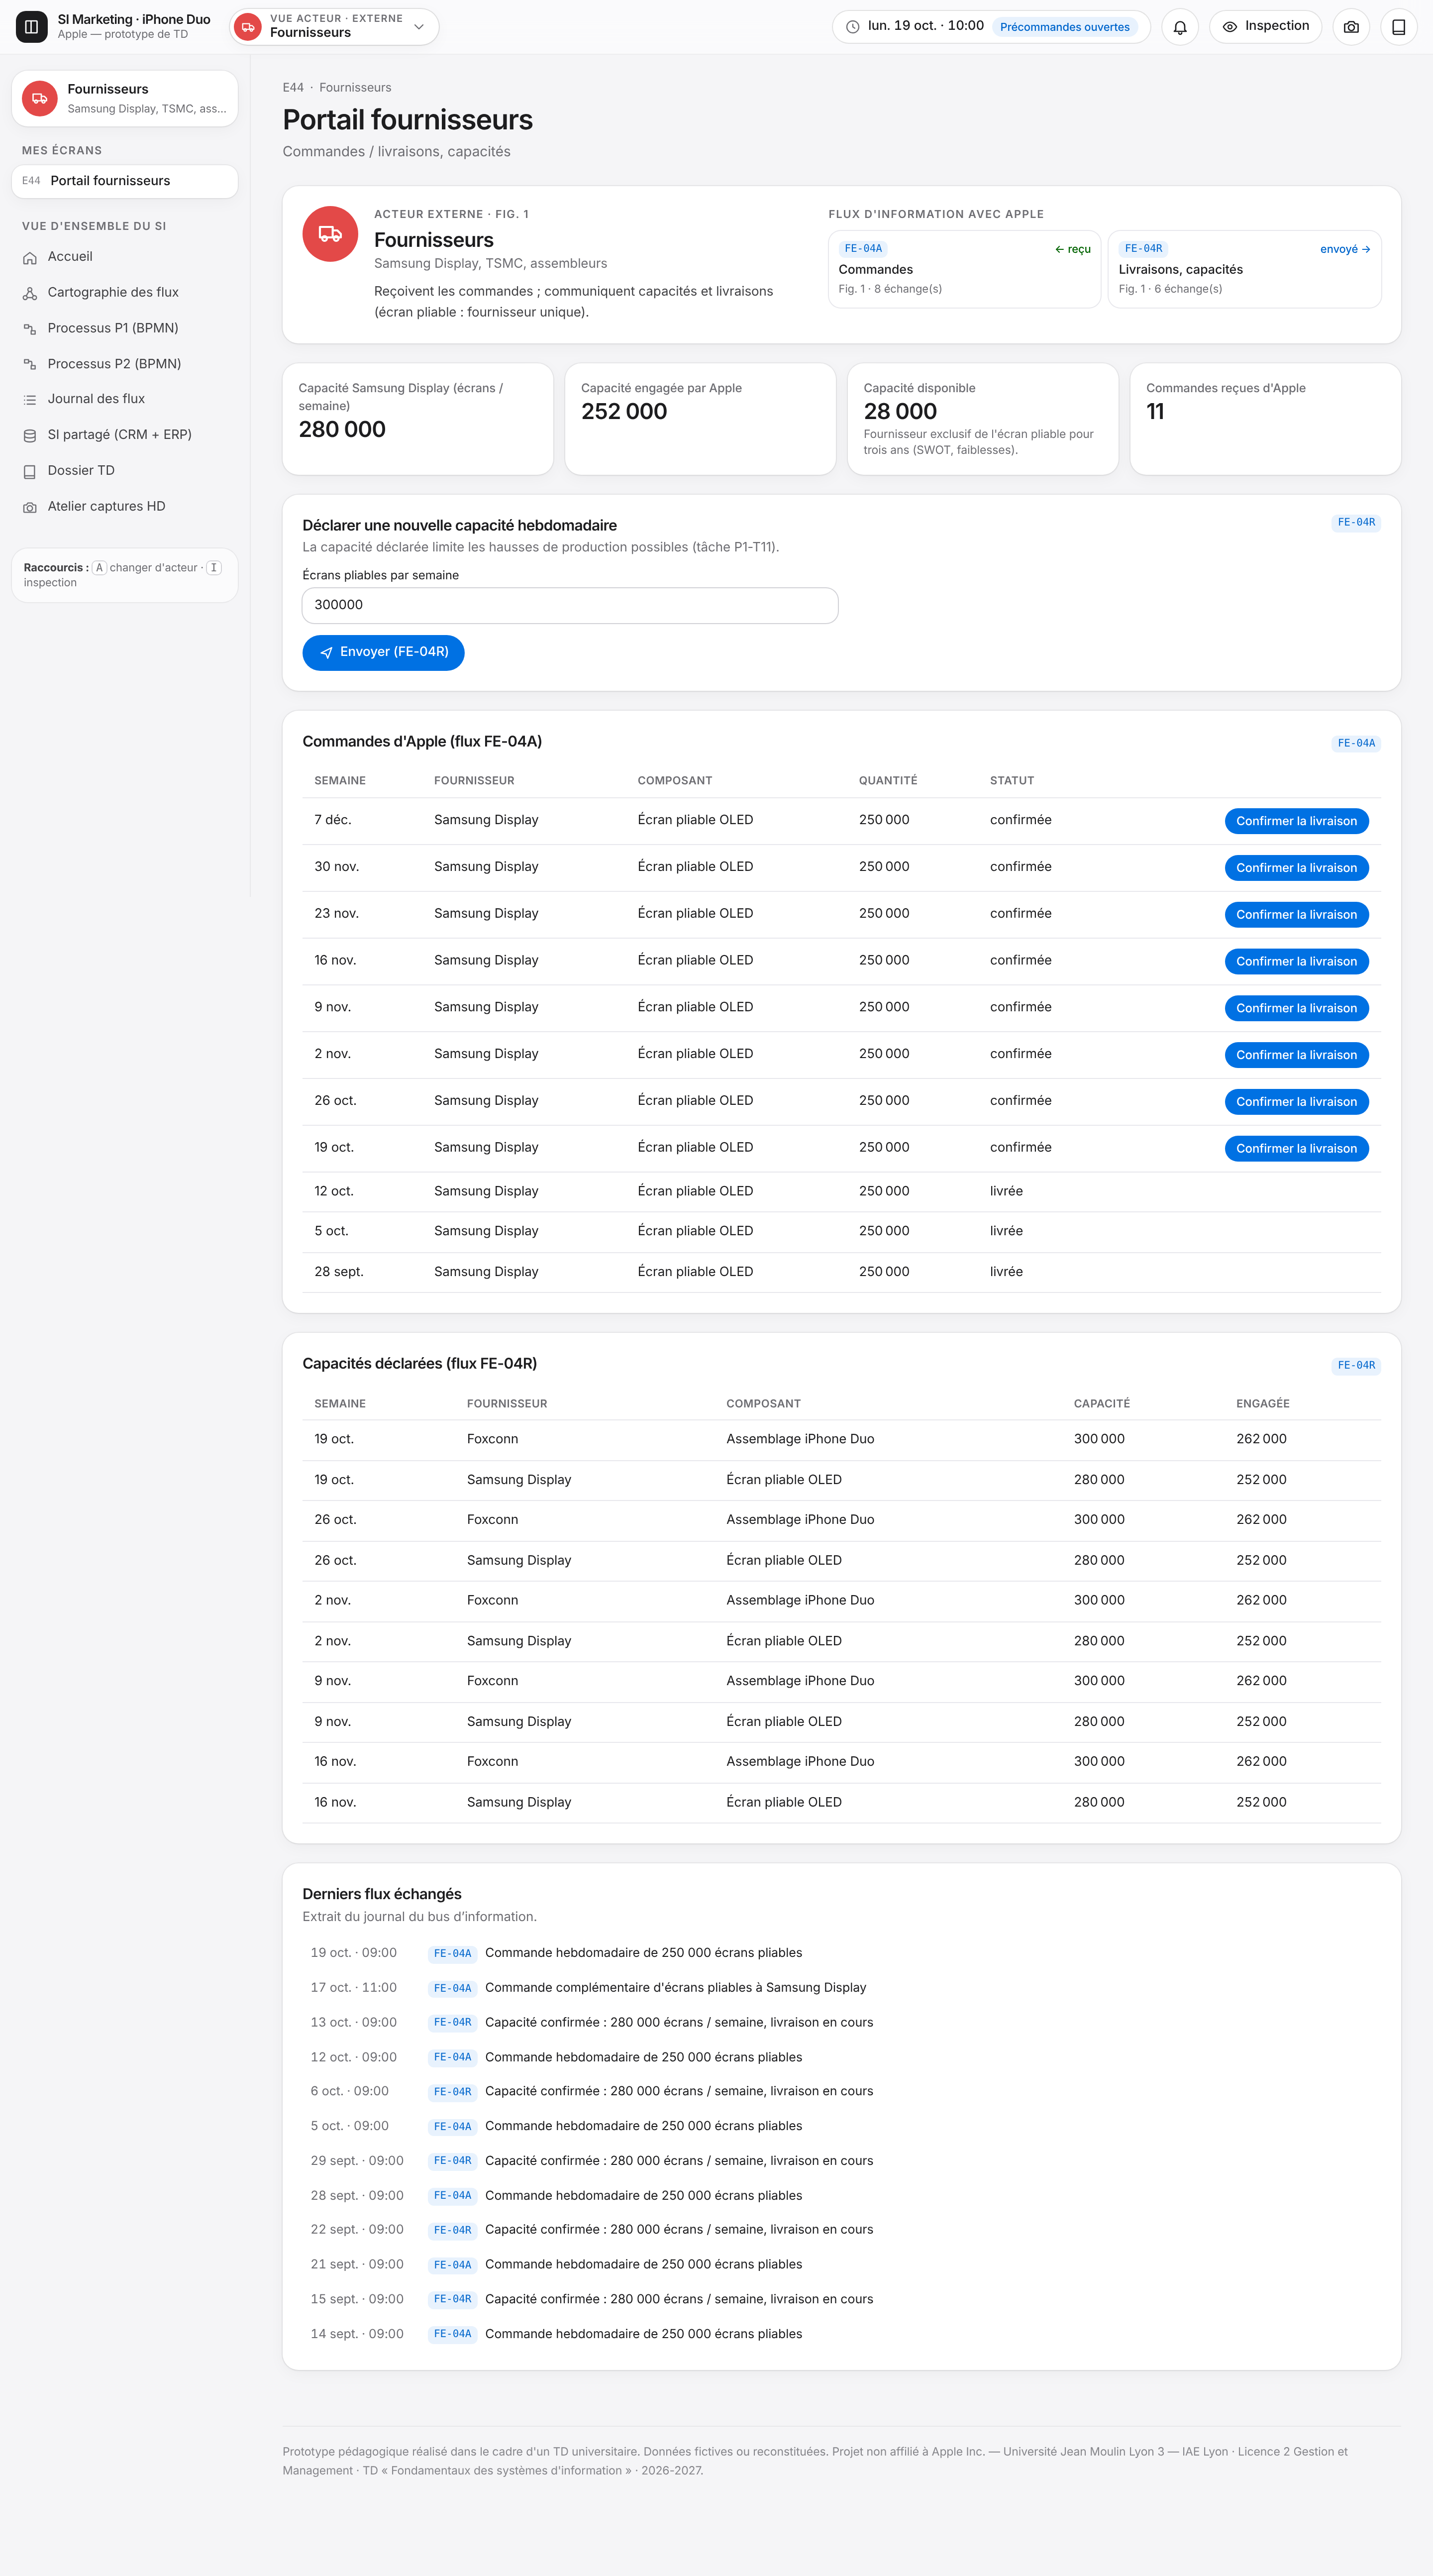 SI Marketing · iPhone Duo
Apple — prototype de TD
VUE ACTEUR · EXTERNE
Fournisseurs
lun. 19 oct. · 10:00 Précommandes ouvertes
Inspection
Fournisseurs
Samsung Display, TSMC, ass...
MES ÉCRANS
E44 Portail fournisseurs
VUE D'ENSEMBLE DU SI
Accueil
Cartographie des flux
Processus P1 (BPMN)
Processus P2 (BPMN)
Journal des flux
SI partagé (CRM + ERP)
Dossier TD
Atelier captures HD
Raccourcis : A changer d'acteur · I
inspection
E44 · Fournisseurs
Portail fournisseurs
Commandes / livraisons, capacités
ACTEUR EXTERNE · FIG. 1
Fournisseurs
Samsung Display, TSMC, assembleurs
Reçoivent les commandes ; communiquent capacités et livraisons
(écran pliable : fournisseur unique).
FLUX D'INFORMATION AVEC APPLE
FE-04A ← reçu
Commandes
Fig. 1 · 8 échange(s)
FE-04R envoyé →
Livraisons, capacités
Fig. 1 · 6 échange(s)
Capacité Samsung Display (écrans /
semaine)
280 000
Capacité engagée par Apple
252 000
Capacité disponible
28 000
Fournisseur exclusif de l'écran pliable pour
trois ans (SWOT, faiblesses).
Commandes reçues d'Apple
11
Déclarer une nouvelle capacité hebdomadaire FE-04R
La capacité déclarée limite les hausses de production possibles (tâche P1-T11).
Écrans pliables par semaine
300000
Envoyer (FE-04R)
Commandes d'Apple (flux FE-04A) FE-04A
SEMAINE FOURNISSEUR COMPOSANT QUANTITÉ STATUT
7 déc. Samsung Display Écran pliable OLED 250 000 confirmée Confirmer la livraison
30 nov. Samsung Display Écran pliable OLED 250 000 confirmée Confirmer la livraison
23 nov. Samsung Display Écran pliable OLED 250 000 confirmée Confirmer la livraison
16 nov. Samsung Display Écran pliable OLED 250 000 confirmée Confirmer la livraison
9 nov. Samsung Display Écran pliable OLED 250 000 confirmée Confirmer la livraison
2 nov. Samsung Display Écran pliable OLED 250 000 confirmée Confirmer la livraison
26 oct. Samsung Display Écran pliable OLED 250 000 confirmée Confirmer la livraison
19 oct. Samsung Display Écran pliable OLED 250 000 confirmée Confirmer la livraison
12 oct. Samsung Display Écran pliable OLED 250 000 livrée
5 oct. Samsung Display Écran pliable OLED 250 000 livrée
28 sept. Samsung Display Écran pliable OLED 250 000 livrée
Capacités déclarées (flux FE-04R) FE-04R
SEMAINE FOURNISSEUR COMPOSANT CAPACITÉ ENGAGÉE
19 oct. Foxconn Assemblage iPhone Duo 300 000 262 000
19 oct. Samsung Display Écran pliable OLED 280 000 252 000
26 oct. Foxconn Assemblage iPhone Duo 300 000 262 000
26 oct. Samsung Display Écran pliable OLED 280 000 252 000
2 nov. Foxconn Assemblage iPhone Duo 300 000 262 000
2 nov. Samsung Display Écran pliable OLED 280 000 252 000
9 nov. Foxconn Assemblage iPhone Duo 300 000 262 000
9 nov. Samsung Display Écran pliable OLED 280 000 252 000
16 nov. Foxconn Assemblage iPhone Duo 300 000 262 000
16 nov. Samsung Display Écran pliable OLED 280 000 252 000
Derniers flux échangés
Extrait du journal du bus d’information.
19 oct. · 09:00 FE-04A Commande hebdomadaire de 250 000 écrans pliables
17 oct. · 11:00 FE-04A Commande complémentaire d'écrans pliables à Samsung Display
13 oct. · 09:00 FE-04R Capacité confirmée : 280 000 écrans / semaine, livraison en cours
12 oct. · 09:00 FE-04A Commande hebdomadaire de 250 000 écrans pliables
6 oct. · 09:00 FE-04R Capacité confirmée : 280 000 écrans / semaine, livraison en cours
5 oct. · 09:00 FE-04A Commande hebdomadaire de 250 000 écrans pliables
29 sept. · 09:00 FE-04R Capacité confirmée : 280 000 écrans / semaine, livraison en cours
28 sept. · 09:00 FE-04A Commande hebdomadaire de 250 000 écrans pliables
22 sept. · 09:00 FE-04R Capacité confirmée : 280 000 écrans / semaine, livraison en cours
21 sept. · 09:00 FE-04A Commande hebdomadaire de 250 000 écrans pliables
15 sept. · 09:00 FE-04R Capacité confirmée : 280 000 écrans / semaine, livraison en cours
14 sept. · 09:00 FE-04A Commande hebdomadaire de 250 000 écrans pliables
Prototype pédagogique réalisé dans le cadre d'un TD universitaire. Données fictives ou reconstituées. Projet non affilié à Apple Inc. — Université Jean Moulin Lyon 3 — IAE Lyon · Licence 2 Gestion et
Management · TD « Fondamentaux des systèmes d'information » · 2026-2027.